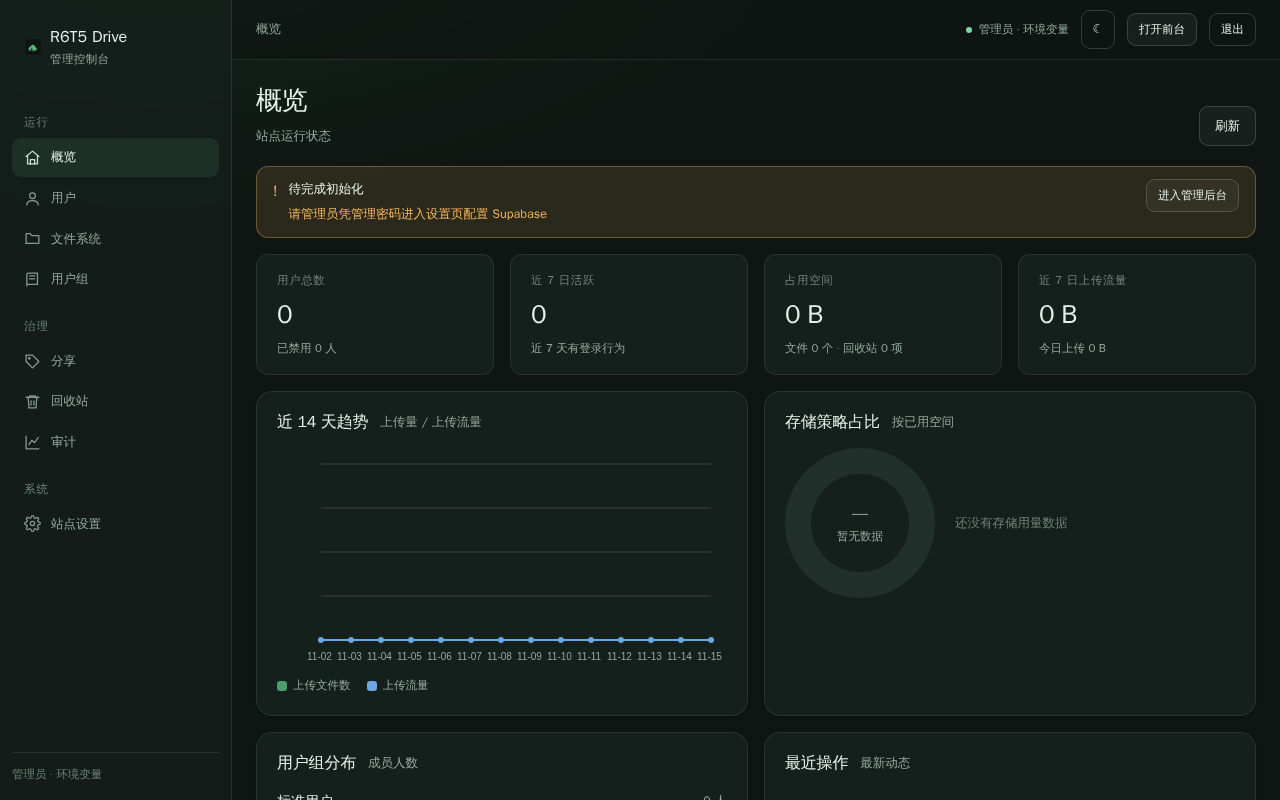 R6T5 Drive
管理控制台
运行
概览
用户
文件系统
用户组
治理
分享
回收站
审计
系统
站点设置
管理员 · 环境变量
概览
管理员 · 环境变量
打开前台
退出
概览
站点运行状态
刷新
! 待完成初始化
请管理员凭管理密码进入设置页配置 Supabase
进入管理后台
用户总数
0
已禁用 0 人
近 7 日活跃
0
近 7 天有登录行为
占用空间
0 B
文件 0 个 · 回收站 0 项
近 7 日上传流量
0 B
今日上传 0 B
近 14 天趋势 上传量 / 上传流量
11-02 11-03 11-04 11-05 11-06 11-07 11-08 11-09 11-10 11-11 11-12 11-13 11-14 11-15
上传文件数 上传流量
存储策略占比 按已用空间
—
暂无数据
还没有存储用量数据
用户组分布 成员人数
标准用户 0 人
最近操作 最新动态